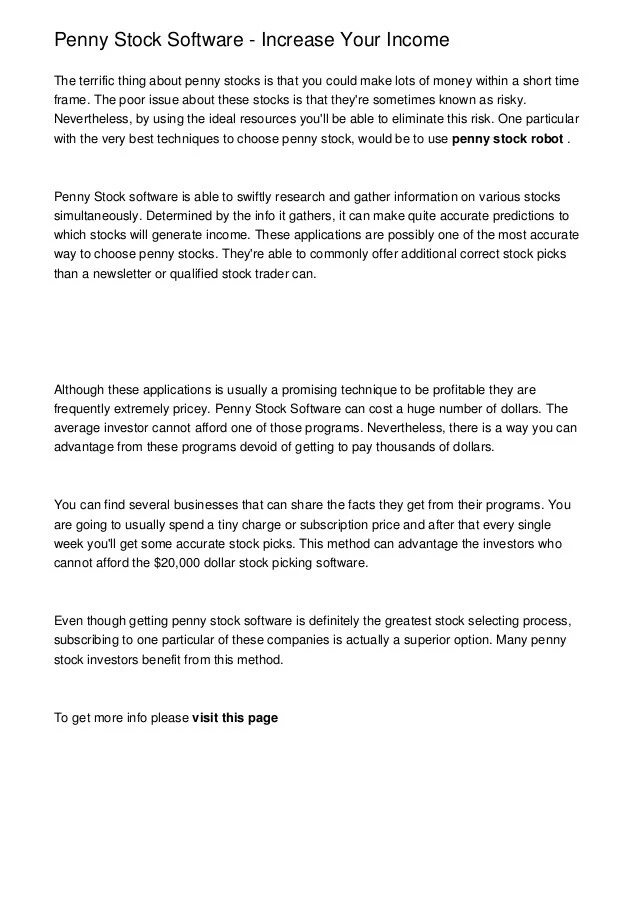 Penny Stock Software - Increase Your Income
The terrific thing about penny stocks is that you could make lots of money within a short time
frame. The poor issue about these stocks is that they're sometimes known as risky.
Nevertheless, by using the ideal resources you'll be able to eliminate this risk. One particular
with the very best techniques to choose penny stock, would be to use penny stock robot .
Penny Stock software is able to swiftly research and gather information on various stocks
simultaneously. Determined by the info it gathers, it can make quite accurate predictions to
which stocks will generate income. These applications are possibly one of the most accurate
way to choose penny stocks. They're able to commonly offer additional correct stock picks
than a newsletter or qualified stock trader can.
Although these applications is usually a promising technique to be profitable they are
frequently extremely pricey. Penny Stock Software can cost a huge number of dollars. The
average investor cannot afford one of those programs. Nevertheless, there is a way you can
advantage from these programs devoid of getting to pay thousands of dollars.
You can find several businesses that can share the facts they get from their programs. You
are going to usually spend a tiny charge or subscription price and after that every single
week you'll get some accurate stock picks. This method can advantage the investors who
cannot afford the $20,000 dollar stock picking software.
Even though getting penny stock software is definitely the greatest stock selecting process,
subscribing to one particular of these companies is actually a superior option. Many penny
stock investors benefit from this method.
To get more info please visit this page